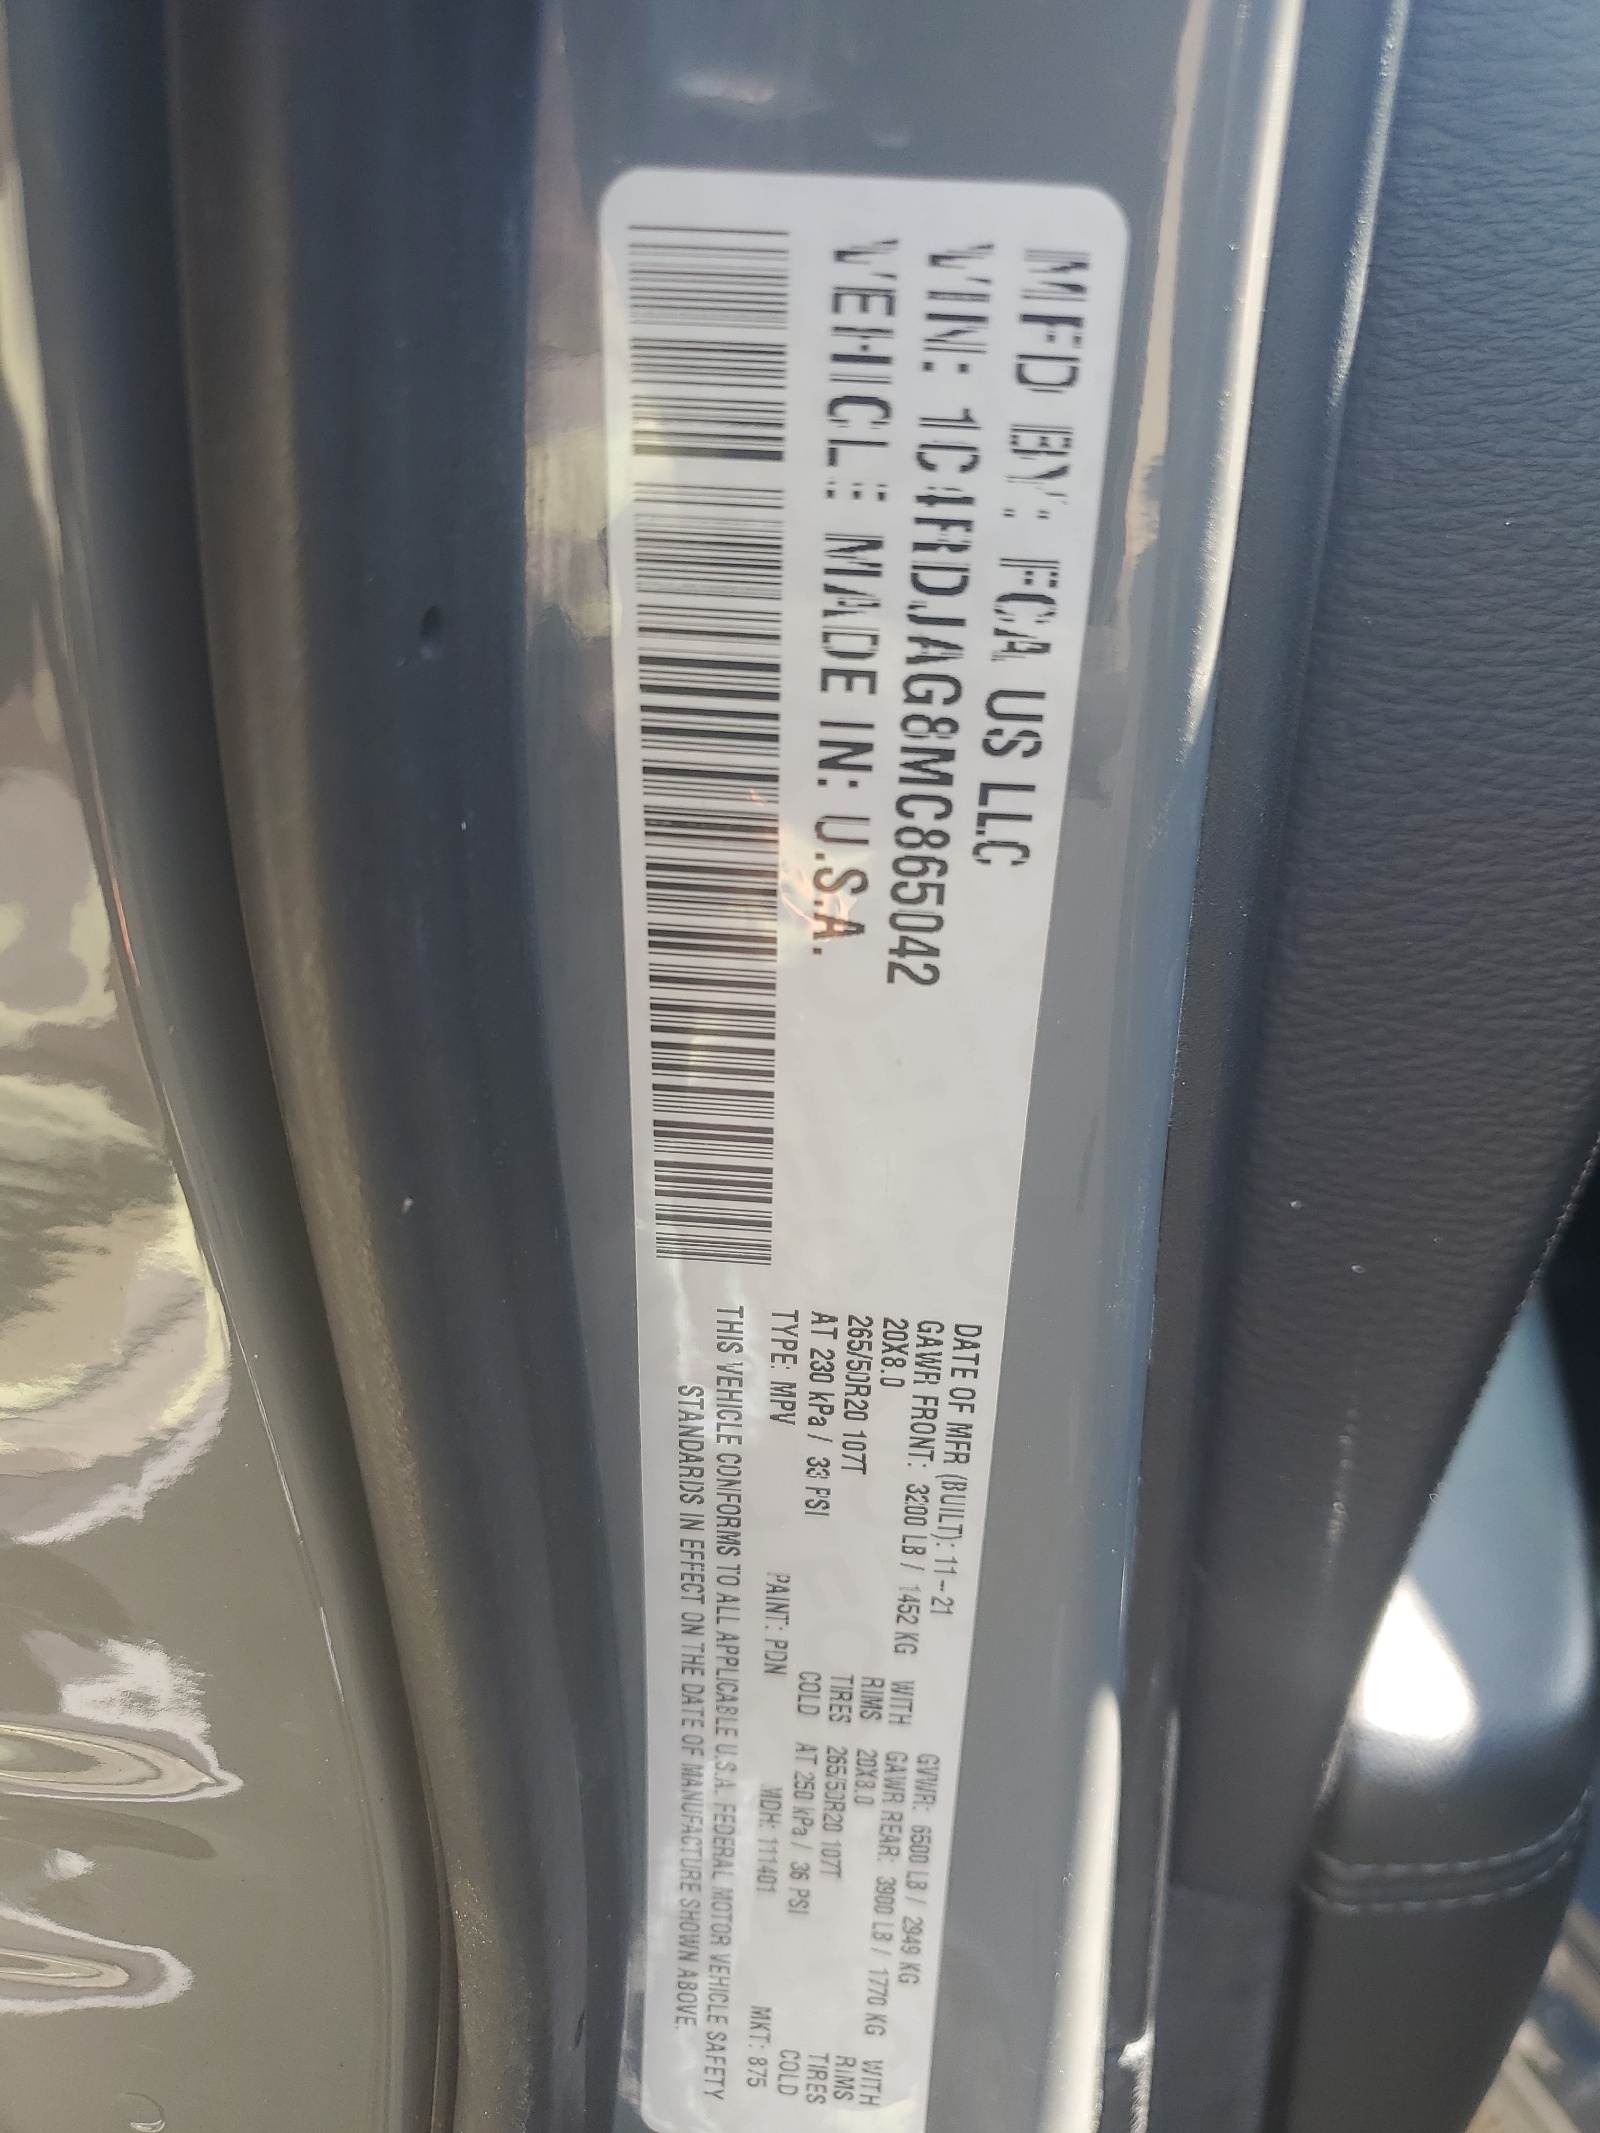 MFD BY: FCA US LLC
VIN: 1C4RDJAG8MC865042
VEHICLE MADE IN: U.S.A.
DATE OF MFR (BUILT): 11-21 GVWR: 6500 LB / 2949 KG
GAWR FRONT: 3200 LB / 1452 KG WITH GAWR REAR: 3900 LB / 1770 KG WITH
20X8.0 RIMS 20X8.0 RIMS
265/50R20 107T TIRES 265/50R20 107T TIRES
AT 230 kPa / 33 PSI COLD AT 250 kPa / 36 PSI COLD
TYPE: MPV PAINT: PDN MDH: 111401 MKT: 875
THIS VEHICLE CONFORMS TO ALL APPLICABLE U.S.A. FEDERAL MOTOR VEHICLE SAFETY
STANDARDS IN EFFECT ON THE DATE OF MANUFACTURE SHOWN ABOVE.